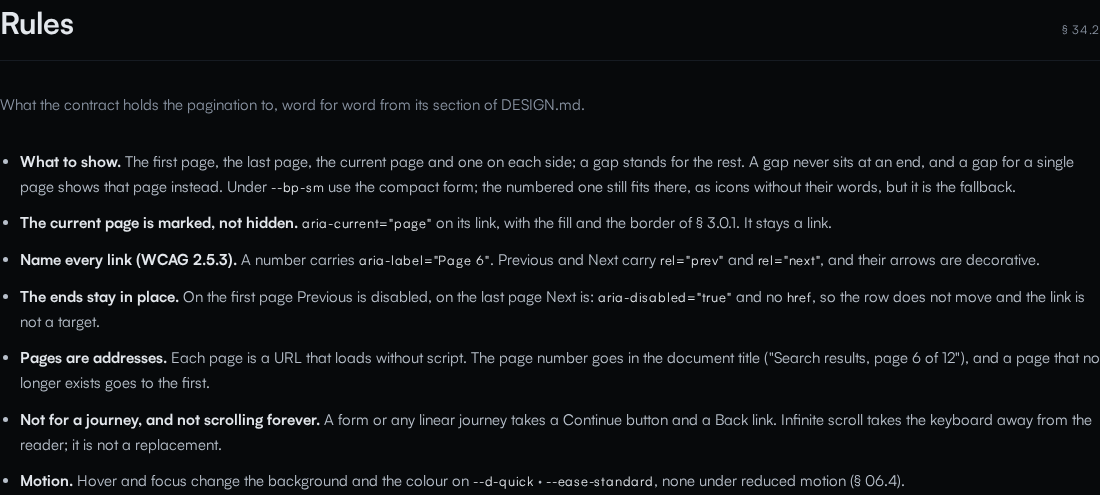 Rules
§ 34.2
What the contract holds the pagination to, word for word from its section of DESIGN.md.
• What to show. The first page, the last page, the current page and one on each side; a gap stands for the rest. A gap never sits at an end, and a gap for a single
page shows that page instead. Under --bp-sm use the compact form; the numbered one still fits there, as icons without their words, but it is the fallback.
• The current page is marked, not hidden. aria-current="page" on its link, with the fill and the border of § 3.0.1. It stays a link.
• Name every link (WCAG 2.5.3). A number carries aria-label="Page 6". Previous and Next carry rel="prev" and rel="next", and their arrows are decorative.
• The ends stay in place. On the first page Previous is disabled, on the last page Next is: aria-disabled="true" and no href, so the row does not move and the link is
not a target.
• Pages are addresses. Each page is a URL that loads without script. The page number goes in the document title ("Search results, page 6 of 12"), and a page that no
longer exists goes to the first.
• Not for a journey, and not scrolling forever. A form or any linear journey takes a Continue button and a Back link. Infinite scroll takes the keyboard away from the
reader; it is not a replacement.
• Motion. Hover and focus change the background and the colour on --d-quick · --ease-standard, none under reduced motion (§ 06.4).